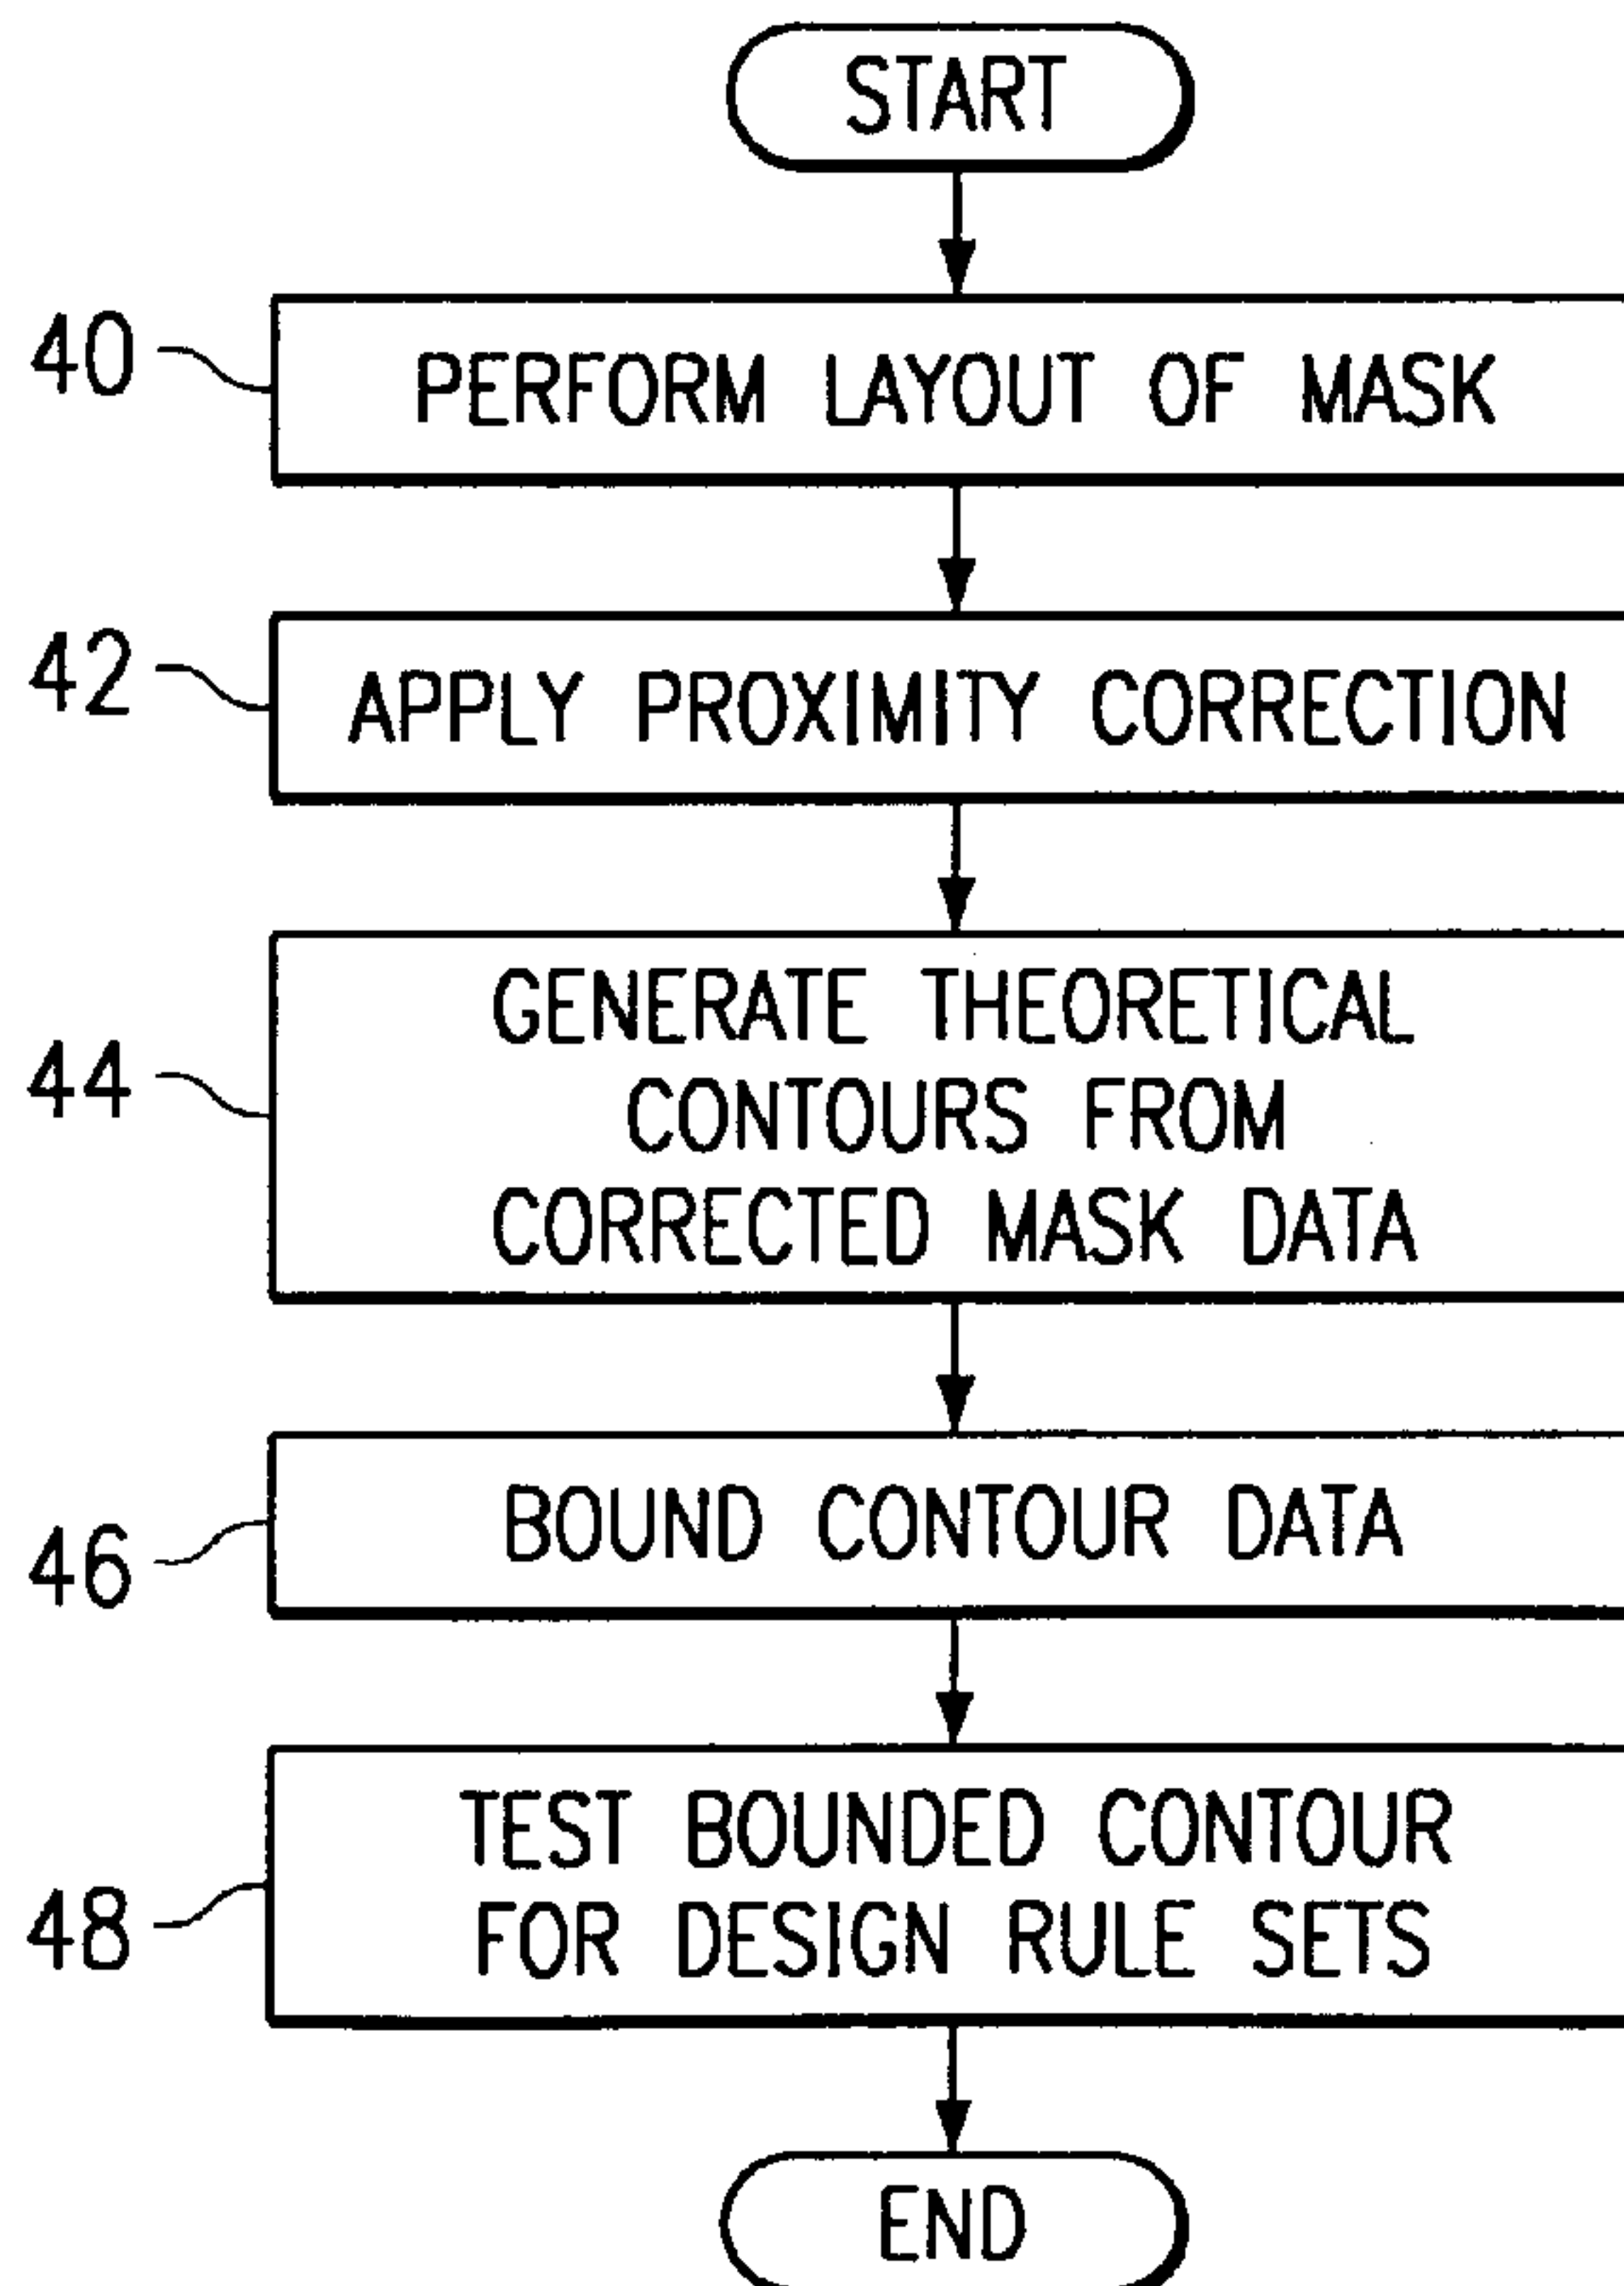 START
40
PERFORM LAYOUT OF MASK
42
APPLY PROXIMITY CORRECTION
44
GENERATE THEORETICAL
CONTOURS FROM
CORRECTED MASK DATA
46
BOUND CONTOUR DATA
48
TEST BOUNDED CONTOUR
FOR DESIGN RULE SETS
END